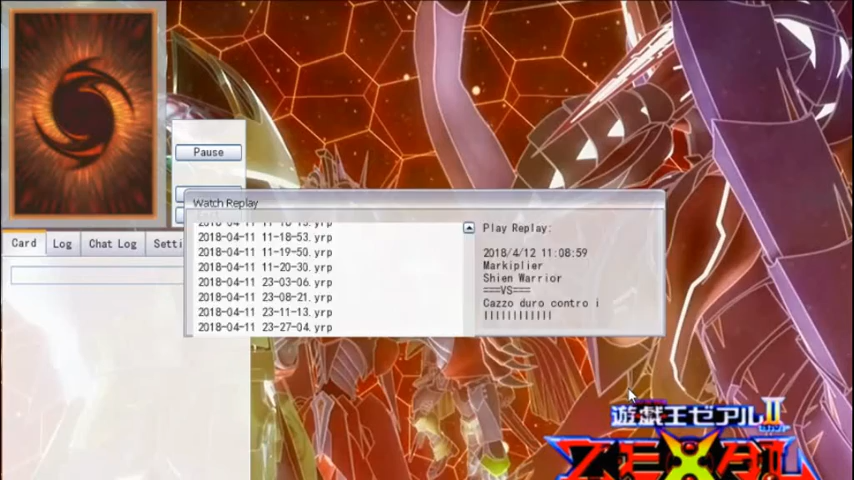 Pause
Watch Replay
Card
Log
Chat Log
Setti
2018-04-11 11-18-53.yrp
2018-04-11 11-19-50.yrp
2018-04-11 11-20-30.yrp
2018-04-11 23-03-06.yrp
2018-04-11 23-08-21.yrp
2018-04-11 23-11-13.yrp
2018-04-11 23-27-04.yrp
Play Replay:
2018/4/12 11:08:59
Markiplier
Shien Warrior
===VS===
Cazzo duro contro i
||||||||||||
遊戯王ゼアルII
ZEXAL